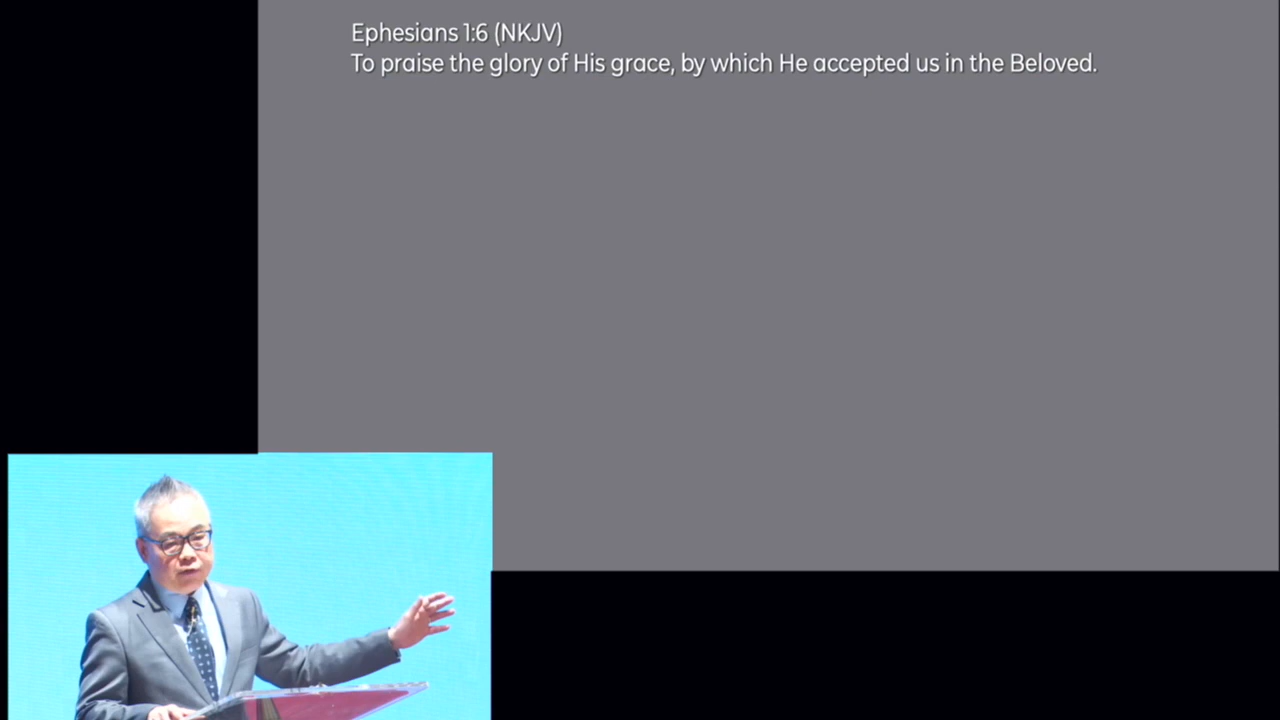 Ephesians 1:6 (NKJV)
To praise the glory of His grace, by which He accepted us in the Beloved.